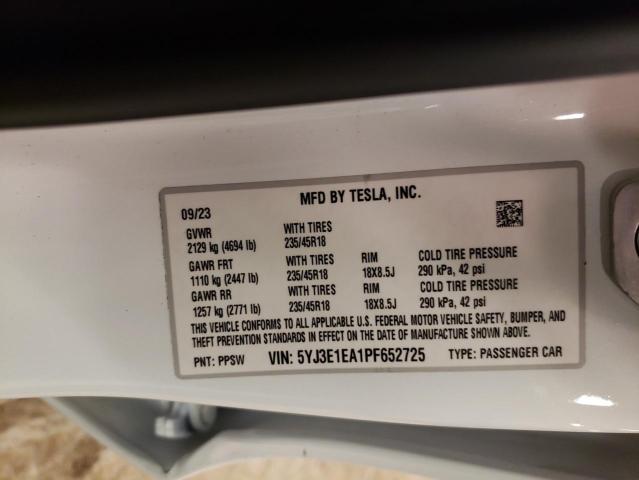 MFD BY TESLA, INC.
09/23
GVWR WITH TIRES
2129 kg (4694 lb) 235/45R18
GAWR FRT WITH TIRES RIM COLD TIRE PRESSURE
1110 kg (2447 lb) 235/45R18 18X8.5J 290 kPa, 42 psi
GAWR RR WITH TIRES RIM COLD TIRE PRESSURE
1257 kg (2771 lb) 235/45R18 18X8.5J 290 kPa, 42 psi
THIS VEHICLE CONFORMS TO ALL APPLICABLE U.S. FEDERAL MOTOR VEHICLE SAFETY, BUMPER, AND
THEFT PREVENTION STANDARDS IN EFFECT ON THE DATE OF MANUFACTURE SHOWN ABOVE.
PNT: PPSW VIN: 5YJ3E1EA1PF652725 TYPE: PASSENGER CAR